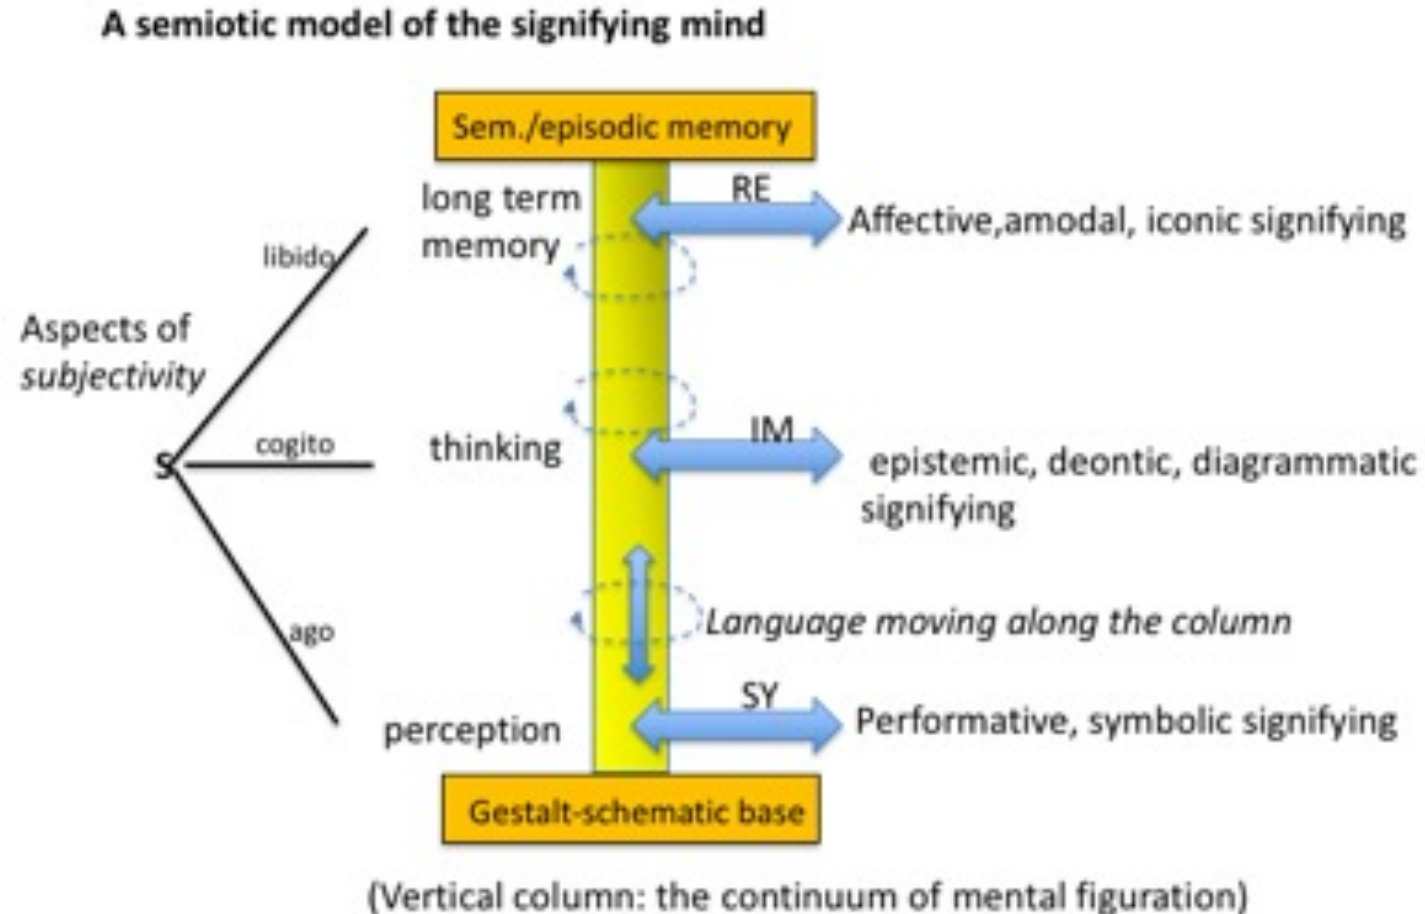 A semiotic model of the signifying mind
Sem./episodic memory
long term
memory
RE
Affective,amodal, iconic signifying
libido
Aspects of
subjectivity
S
cogito
thinking
IM
epistemic, deontic, diagrammatic
signifying
ago
Language moving along the column
perception
SY
Performative, symbolic signifying
Gestalt-schematic base
(Vertical column: the continuum of mental figuration)